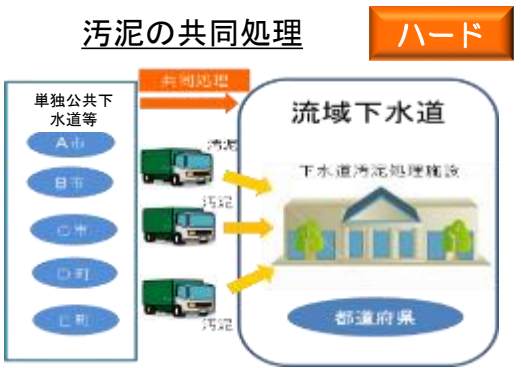 汚泥の共同処理
ハード
共同処理
単独公共下
水道等
A市
B市
C市
D町
E町
汚泥
汚泥
汚泥
流域下水道
下水道汚泥処理施設
都道府県